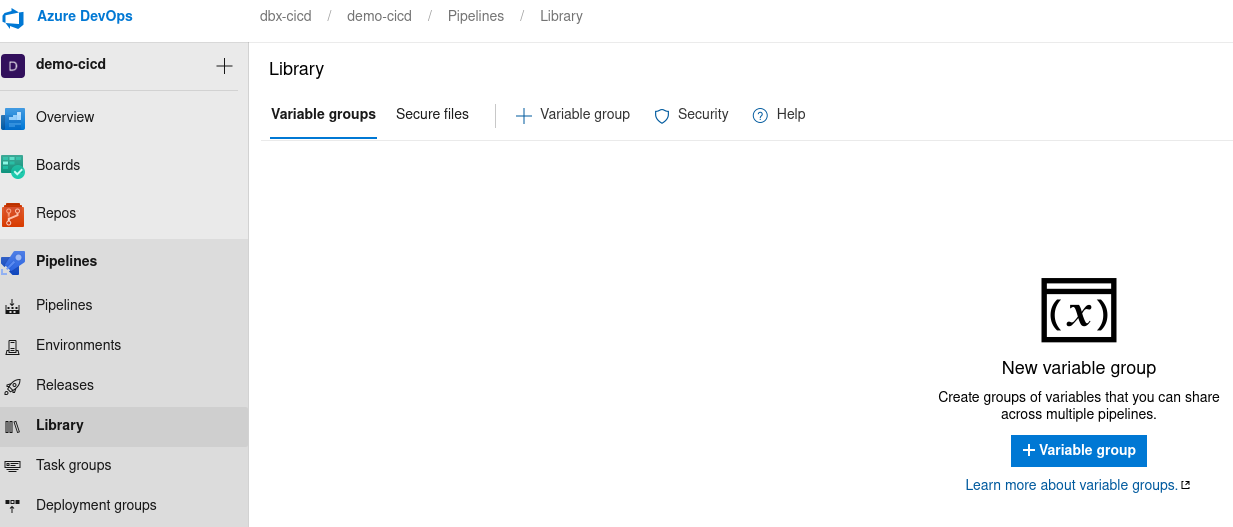 Azure DevOps
dbx-cicd / demo-cicd / Pipelines / Library
D demo-cicd
Overview
Boards
Repos
Pipelines
Pipelines
Environments
Releases
Library
Task groups
Deployment groups
Library
Variable groups Secure files Variable group Security Help
(x)
New variable group
Create groups of variables that you can share
across multiple pipelines.
+ Variable group
Learn more about variable groups.